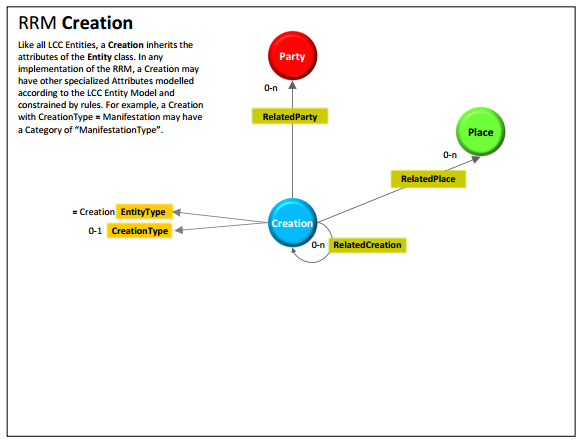 RRM Creation
Like all LCC Entities, a Creation inherits the
attributes of the Entity class. In any
implementation of the RRM, a Creation may
have other specialized Attributes modelled
according to the LCC Entity Model and
constrained by rules. For example, a Creation
with CreationType = Manifestation may have
a Category of “ManifestationType”.
Party
0-n
RelatedParty
Place
0-n
RelatedPlace
= Creation EntityType
0-1 CreationType
Creation
0-n RelatedCreation